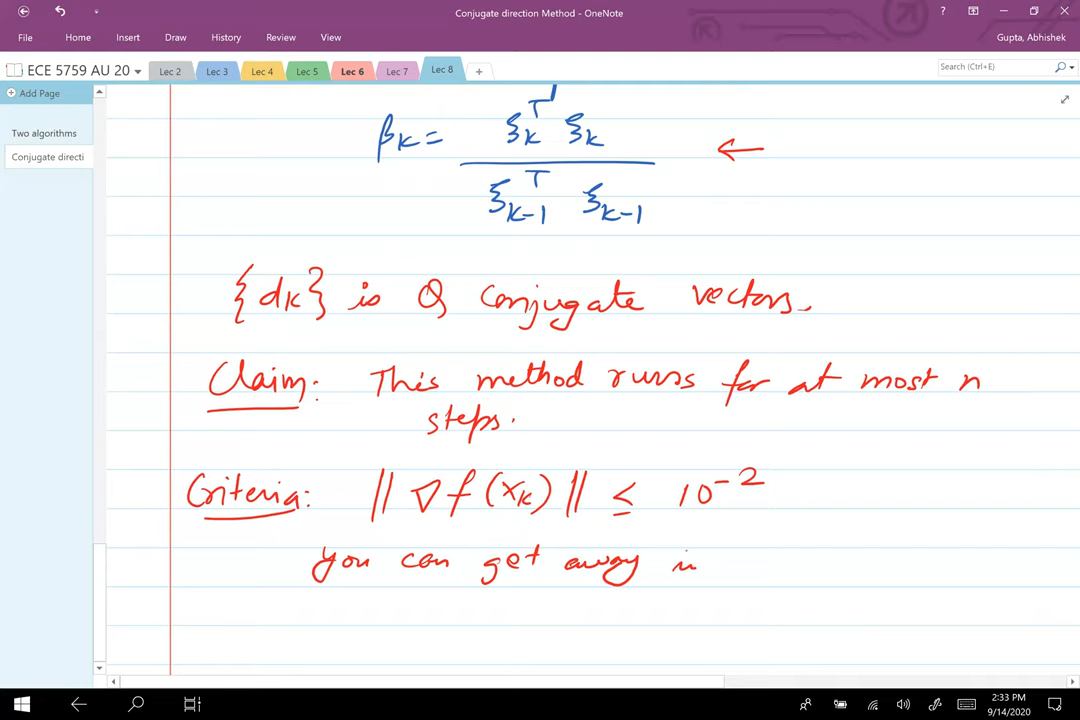 Conjugate direction Method - OneNote
File Home Insert Draw History Review View
Gupta, Abhishek
ECE 5759 AU 20
Lec 2 Lec 3 Lec 4 Lec 5 Lec 6 Lec 7 Lec 8
Search (Ctrl+E)
Add Page
Two algorithms
Conjugate directi
βk = ξk^T ξk / ξk-1^T ξk-1 ←
{dk} is Q conjugate vectors.
Claim: This method runs for at most n
steps.
Criteria: ‖∇f(xk)‖ ≤ 10^-2
you can get away
2:33 PM
9/14/2020